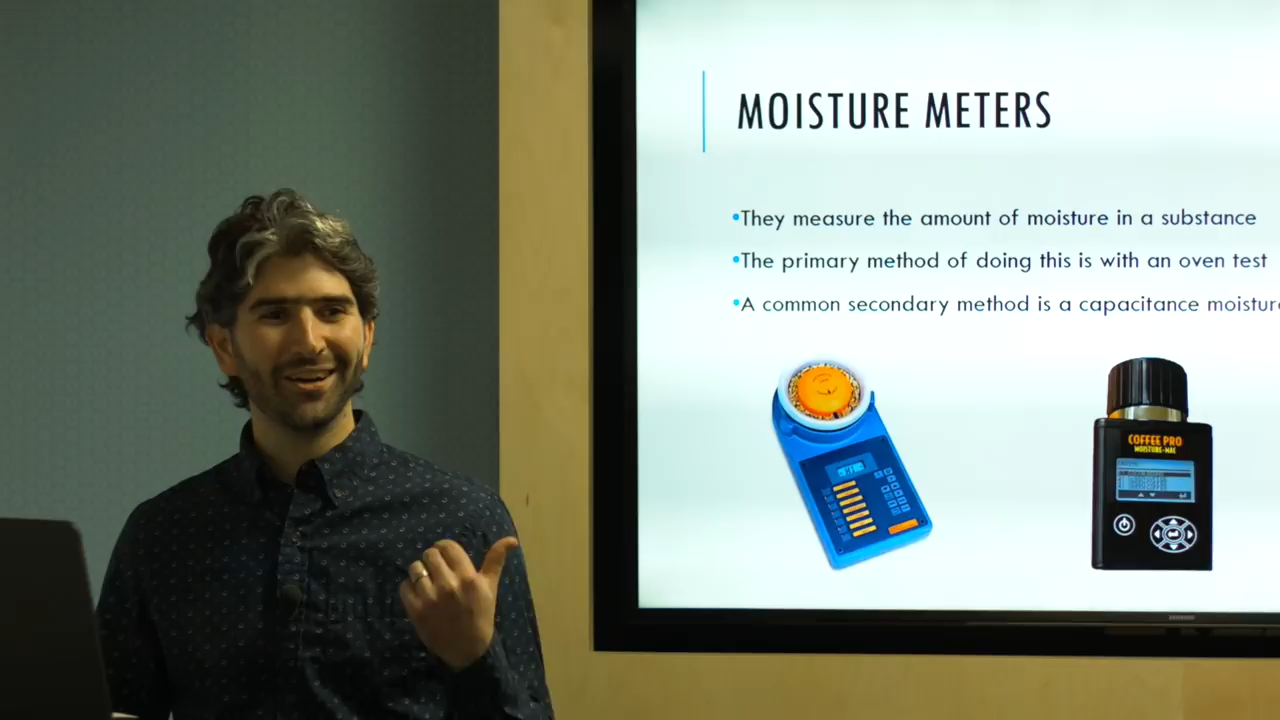 MOISTURE METERS
•They measure the amount of moisture in a substance
•The primary method of doing this is with an oven test
•A common secondary method is a capacitance moistur
COFFEE PRO
MOISTURE-MAC